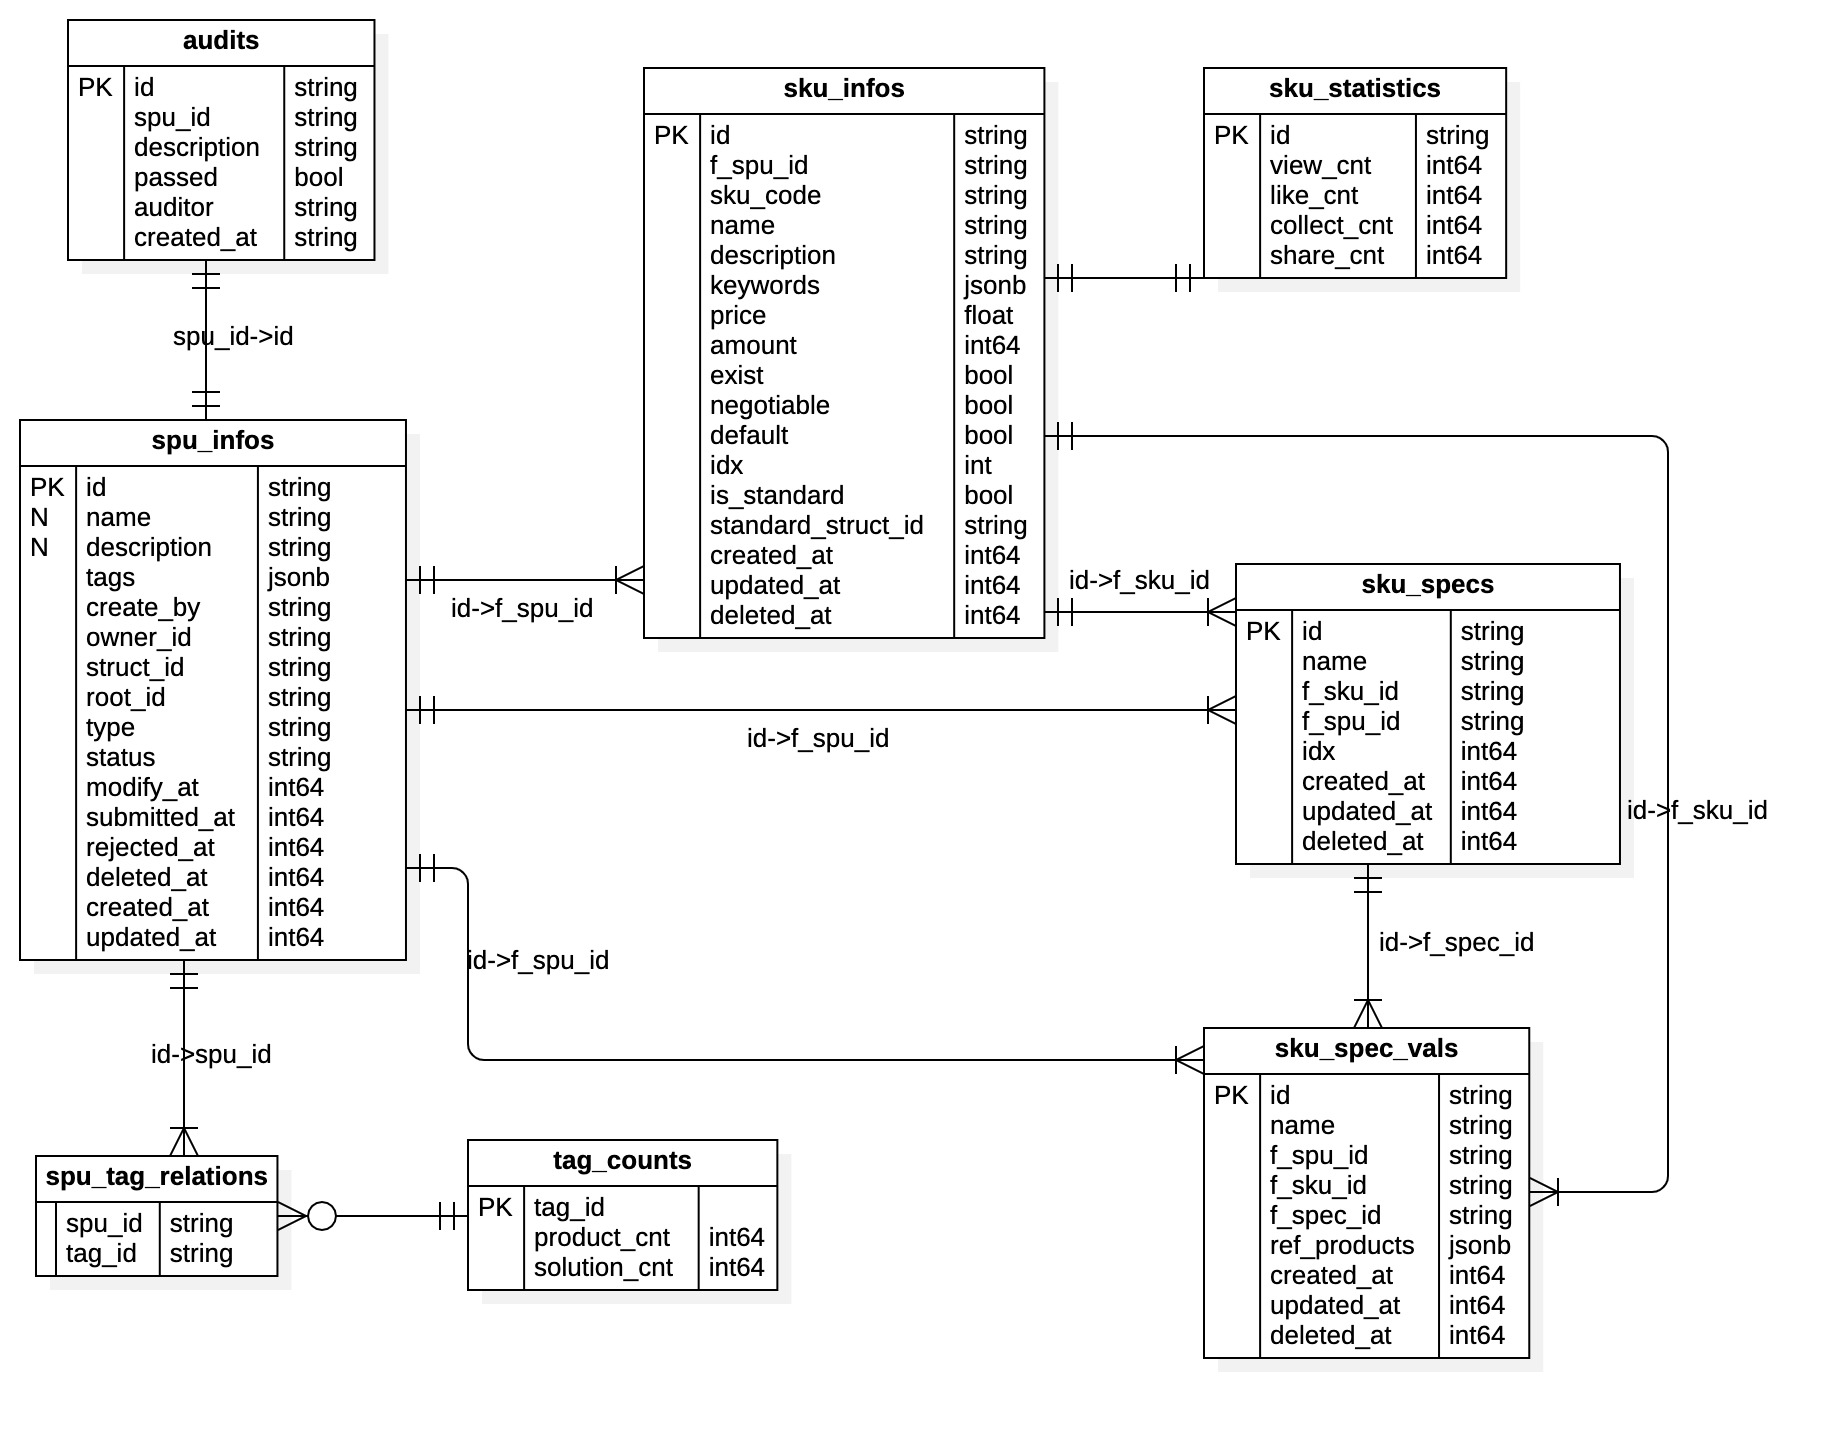 audits
PK id string
spu_id string
description string
passed bool
auditor string
created_at string
spu_id->id
spu_infos
PK id string
N name string
N description string
tags jsonb
create_by string
owner_id string
struct_id string
root_id string
type string
status string
modify_at int64
submitted_at int64
rejected_at int64
deleted_at int64
created_at int64
updated_at int64
id->f_spu_id
sku_infos
PK id string
f_spu_id string
sku_code string
name string
description string
keywords jsonb
price float
amount int64
exist bool
negotiable bool
default bool
idx int
is_standard bool
standard_struct_id string
created_at int64
updated_at int64
deleted_at int64
sku_statistics
PK id string
view_cnt int64
like_cnt int64
collect_cnt int64
share_cnt int64
id->f_sku_id
sku_specs
PK id string
name string
f_sku_id string
f_spu_id string
idx int64
created_at int64
updated_at int64
deleted_at int64
id->f_spu_id
id->f_sku_id
id->f_spec_id
id->f_spu_id
sku_spec_vals
PK id string
name string
f_spu_id string
f_sku_id string
f_spec_id string
ref_products jsonb
created_at int64
updated_at int64
deleted_at int64
id->spu_id
spu_tag_relations
spu_id string
tag_id string
tag_counts
PK tag_id
product_cnt int64
solution_cnt int64